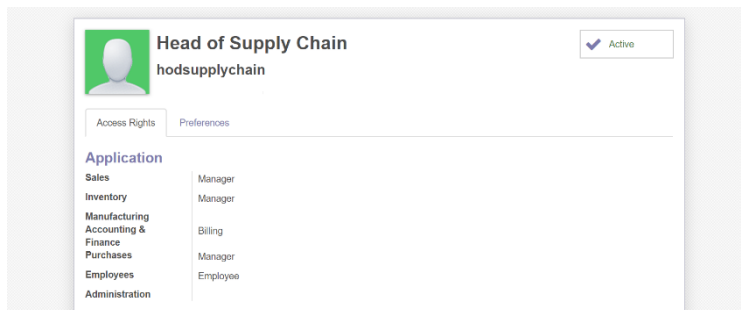 Head of Supply Chain
hodsupplychain
Active
Access Rights Preferences
Application
Sales Manager
Inventory Manager
Manufacturing
Accounting & Finance Billing
Purchases Manager
Employees Employee
Administration